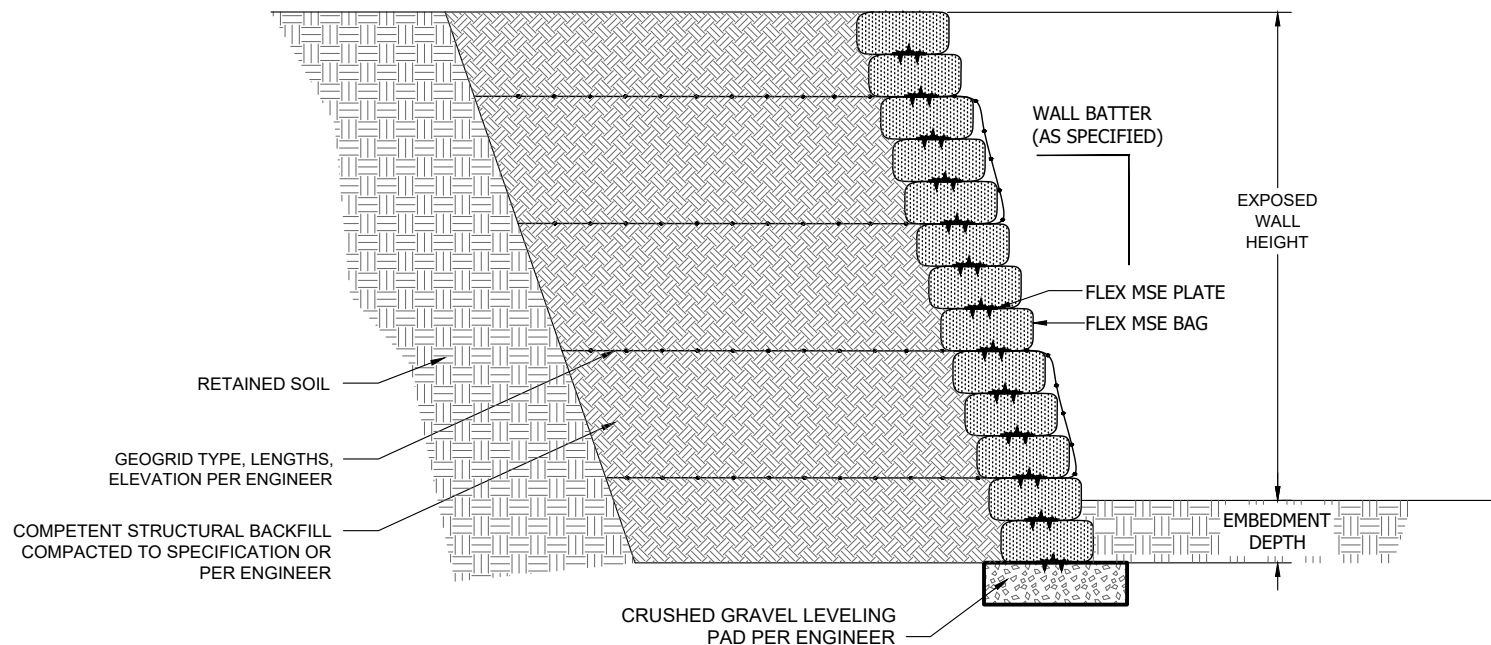 WALL BATTER
(AS SPECIFIED)
EXPOSED
WALL
HEIGHT
FLEX MSE PLATE
FLEX MSE BAG
RETAINED SOIL
GEOGRID TYPE, LENGTHS,
ELEVATION PER ENGINEER
COMPETENT STRUCTURAL BACKFILL
COMPACTED TO SPECIFICATION OR
PER ENGINEER
EMBEDMENT
DEPTH
CRUSHED GRAVEL LEVELING
PAD PER ENGINEER